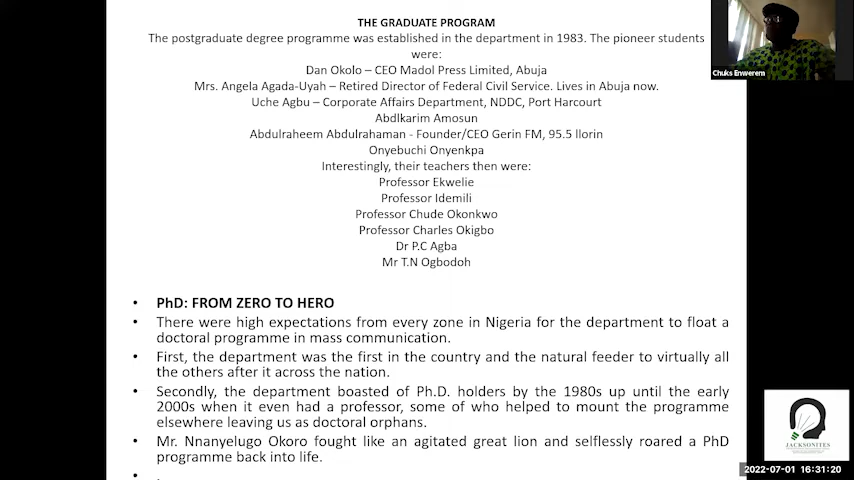 THE GRADUATE PROGRAM
The postgraduate degree programme was established in the department in 1983. The pioneer students
were:
Dan Okolo – CEO Madol Press Limited, Abuja
Mrs. Angela Agada-Uyah – Retired Director of Federal Civil Service. Lives in Abuja now.
Uche Agbu – Corporate Affairs Department, NDDC, Port Harcourt
Abdlkarim Amosun
Abdulraheem Abdulrahaman - Founder/CEO Gerin FM, 95.5 llorin
Onyebuchi Onyenkpa
Interestingly, their teachers then were:
Professor Ekwelie
Professor Idemili
Professor Chude Okonkwo
Professor Charles Okigbo
Dr P.C Agba
Mr T.N Ogbodoh
• PhD: FROM ZERO TO HERO
• There were high expectations from every zone in Nigeria for the department to float a
doctoral programme in mass communication.
• First, the department was the first in the country and the natural feeder to virtually all
the others after it across the nation.
• Secondly, the department boasted of Ph.D. holders by the 1980s up until the early
2000s when it even had a professor, some of who helped to mount the programme
elsewhere leaving us as doctoral orphans.
• Mr. Nnanyelugo Okoro fought like an agitated great lion and selflessly roared a PhD
programme back into life.
• .
Chuks Enwerem
JACKSONITES
2022-07-01 16:31:20